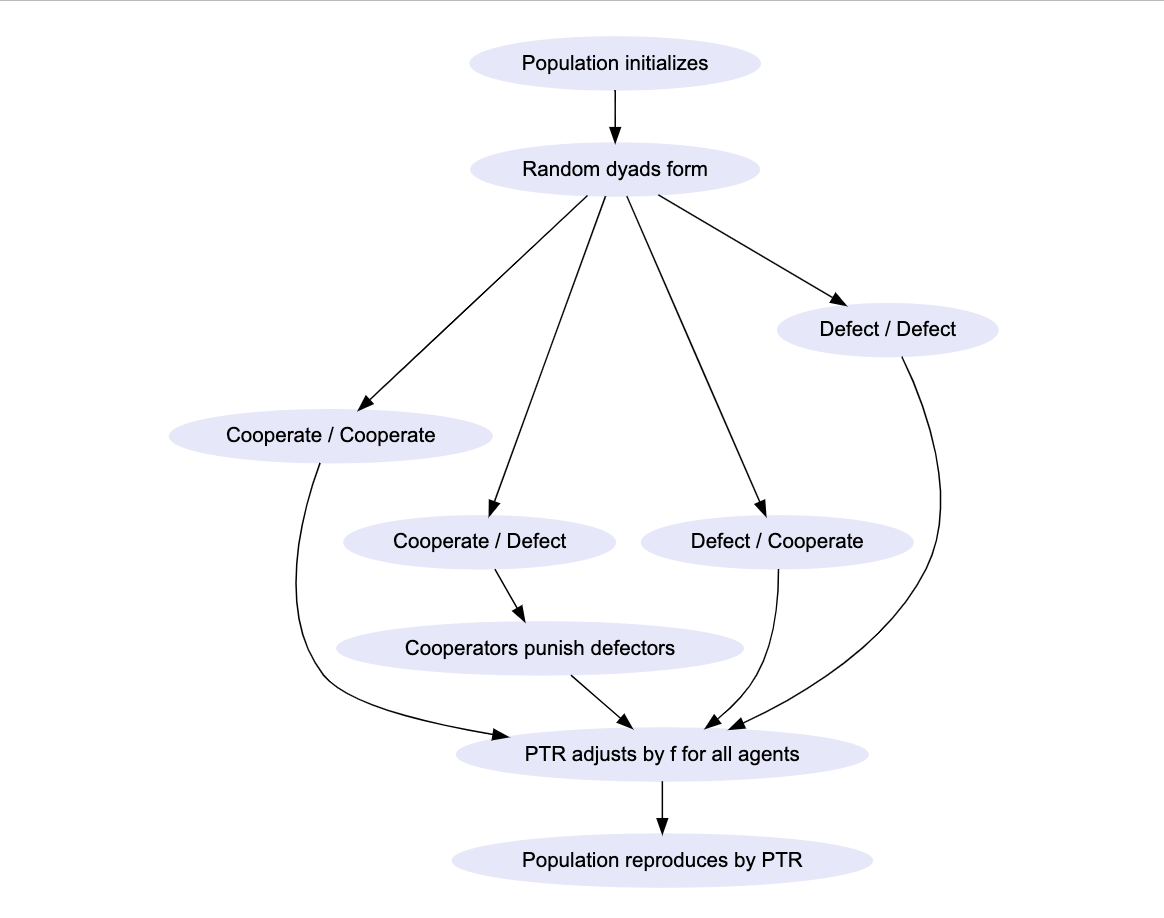 Population initializes
Random dyads form
Defect / Defect
Cooperate / Cooperate
Cooperate / Defect
Defect / Cooperate
Cooperators punish defectors
PTR adjusts by f for all agents
Population reproduces by PTR